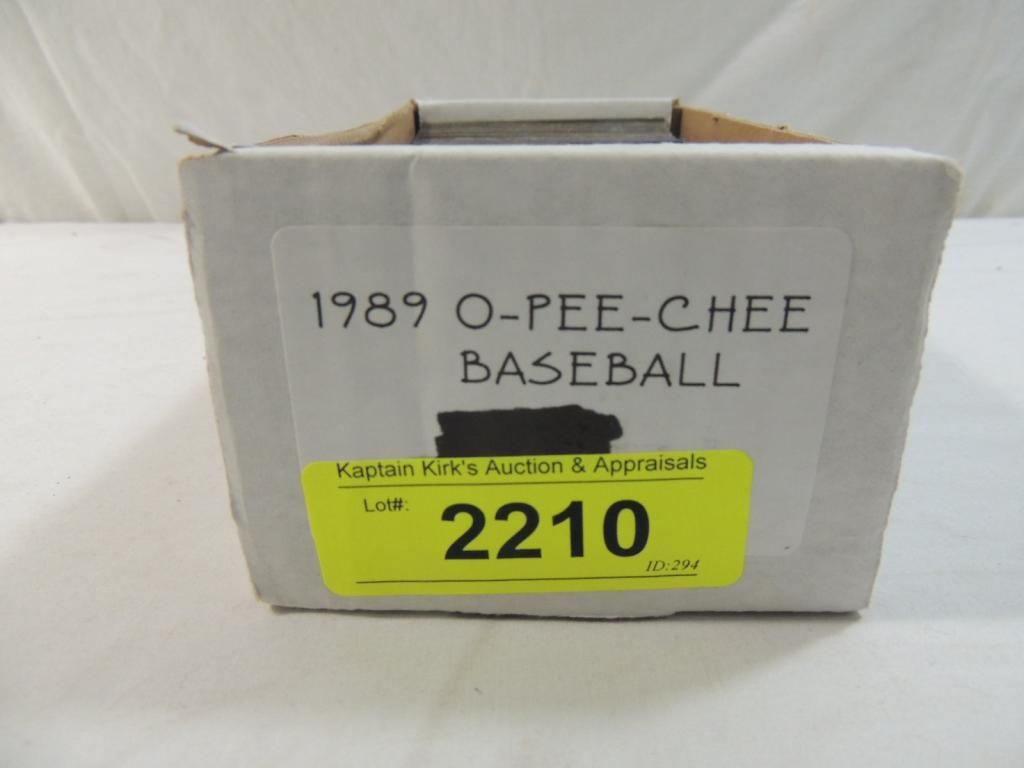 1989 O-PEE-CHEE
BASEBALL
Kaptain Kirk's Auction & Appraisals
Lot#:
2210
ID:294